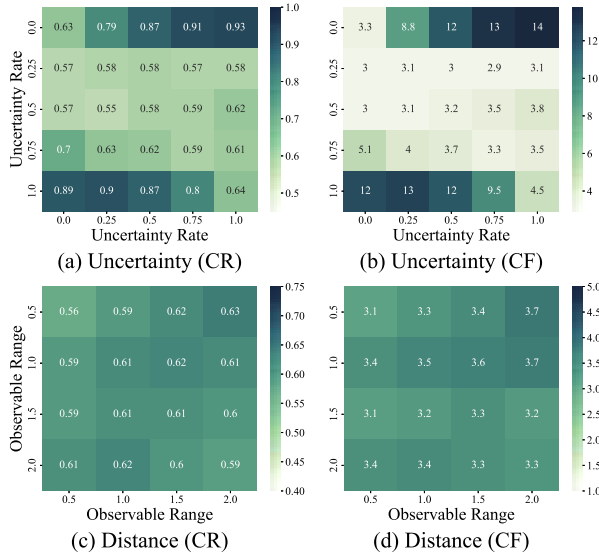 0.0 0.63 0.79 0.87 0.91 0.93
0.25 0.57 0.58 0.58 0.57 0.58
0.5 0.57 0.55 0.58 0.59 0.62
0.75 0.7 0.63 0.62 0.59 0.61
1.0 0.89 0.9 0.87 0.8 0.64
0.0 0.25 0.5 0.75 1.0
Uncertainty Rate
Uncertainty Rate
1.0
0.9
0.8
0.7
0.6
0.5
(a) Uncertainty (CR)
0.0 3.3 8.8 12 13 14
0.25 3 3.1 3 2.9 3.1
0.5 3 3.1 3.2 3.5 3.8
0.75 5.1 4 3.7 3.3 3.5
1.0 12 13 12 9.5 4.5
0.0 0.25 0.5 0.75 1.0
Uncertainty Rate
12
10
8
6
4
(b) Uncertainty (CF)
0.5 0.56 0.59 0.62 0.63
1.0 0.59 0.61 0.62 0.61
1.5 0.59 0.61 0.61 0.6
2.0 0.61 0.62 0.6 0.59
0.5 1.0 1.5 2.0
Observable Range
Observable Range
0.75
0.70
0.65
0.60
0.55
0.50
0.45
0.40
(c) Distance (CR)
0.5 3.1 3.3 3.4 3.7
1.0 3.4 3.5 3.6 3.7
1.5 3.1 3.2 3.3 3.2
2.0 3.4 3.4 3.3 3.3
0.5 1.0 1.5 2.0
Observable Range
5.0
4.5
4.0
3.5
3.0
2.5
2.0
1.5
1.0
(d) Distance (CF)